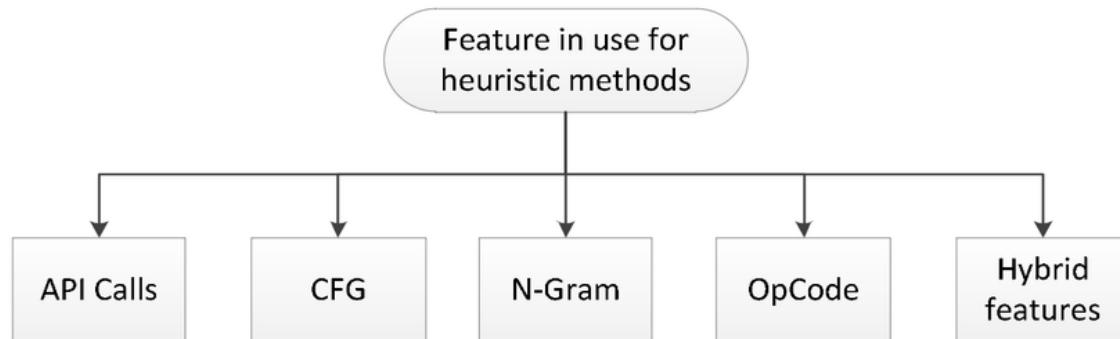 Feature in use for
heuristic methods
API Calls
CFG
N-Gram
OpCode
Hybrid
features